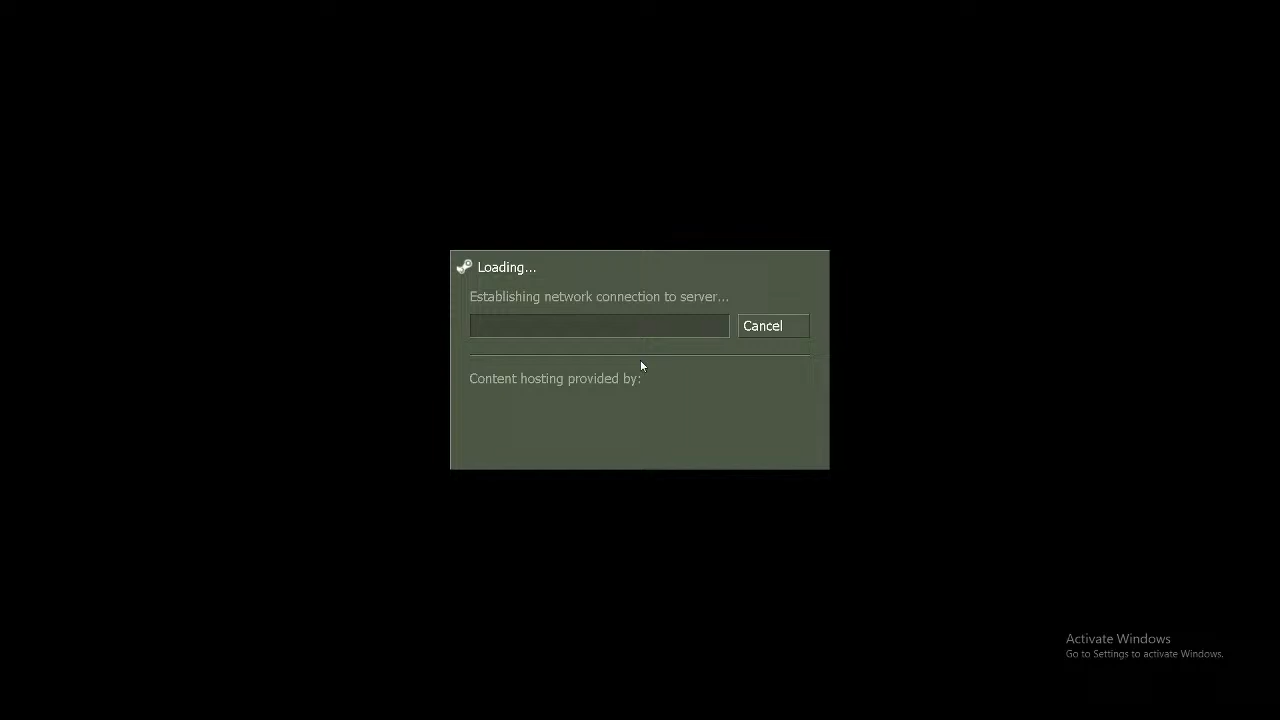 Loading...
Establishing network connection to server...
Cancel
Content hosting provided by:
Activate Windows
Go to Settings to activate Windows.